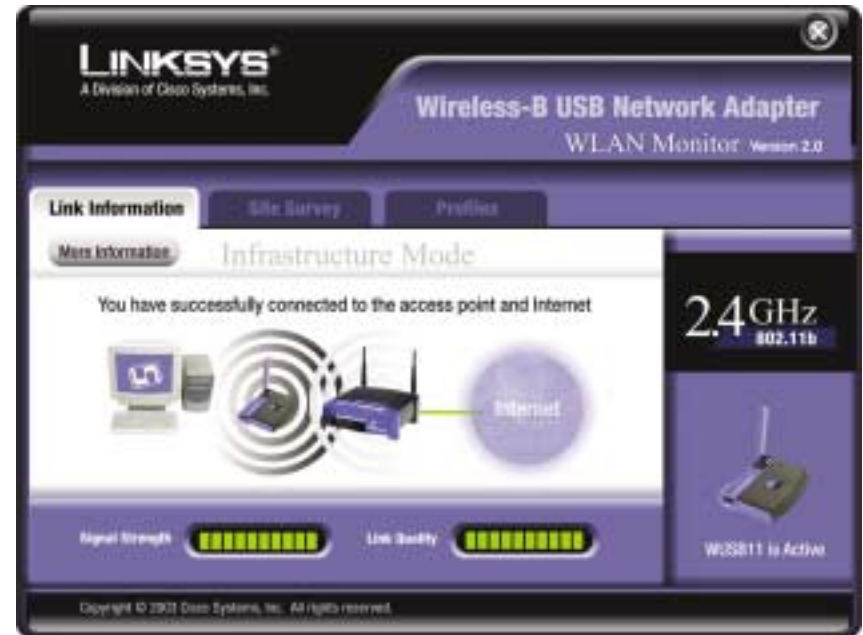 LINKSYS®
A Division of Cisco Systems, Inc.
Wireless-B USB Network Adapter
WLAN Monitor Version 2.0
Link Information
Site Survey
Profiles
More Information
Infrastructure Mode
You have successfully connected to the access point and Internet
2.4GHz
802.11b
Internet
Signal Strength
Link Quality
WUSB11 is Active
Copyright © 2003 Cisco Systems, Inc. All rights reserved.